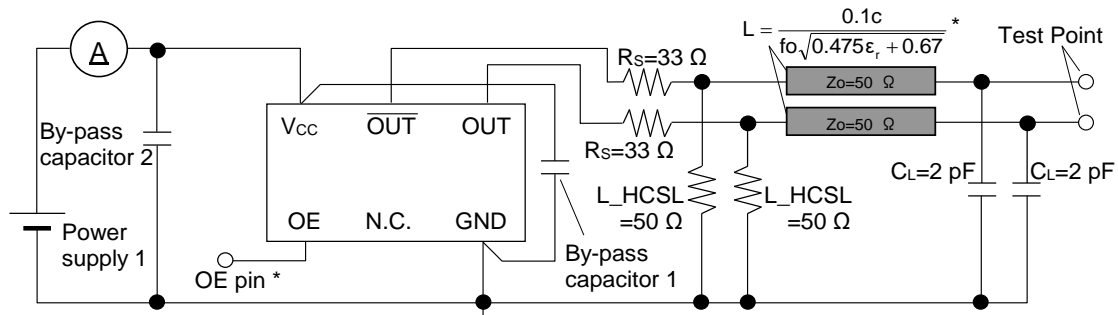 A
L = 0.1c / fo√0.475εr + 0.67 *
Test Point
RS=33 Ω
Zo=50 Ω
By-pass
capacitor 2
VCC
OUT
OUT
Zo=50 Ω
RS=33 Ω
CL=2 pF
CL=2 pF
L_HCSL
=50 Ω
L_HCSL
=50 Ω
OE
N.C.
GND
Power
supply 1
By-pass
capacitor 1
OE pin *